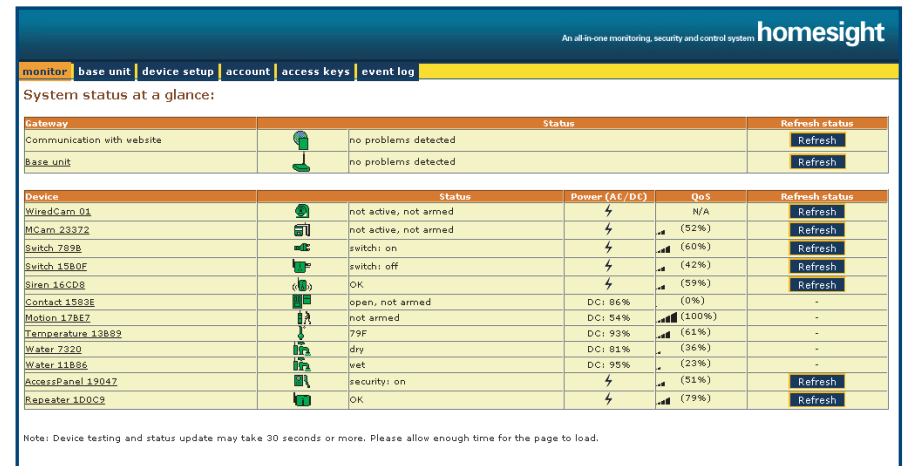 An all-in-one monitoring, security and control system homesight
monitor base unit device setup account access keys event log
System status at a glance:
Gateway Status Refresh status
Communication with website no problems detected Refresh
Base unit no problems detected Refresh
Device Status Power (AC/DC) QoS Refresh status
WiredCam 01 not active, not armed N/A Refresh
MCam 23372 not active, not armed (52%) Refresh
Switch 789B switch: on (60%) Refresh
Switch 15B0F switch: off (42%) Refresh
Siren 16CD8 OK (59%) Refresh
Contact 1583E open, not armed DC: 86% (0%) -
Motion 17BE7 not armed DC: 54% (100%) -
Temperature 13B89 79F DC: 93% (61%) -
Water 7320 dry DC: 81% (36%) -
Water 11B86 wet DC: 95% (23%) -
AccessPanel 19047 security: on (51%) Refresh
Repeater 1D0C9 OK (79%) Refresh
Note: Device testing and status update may take 30 seconds or more. Please allow enough time for the page to load.